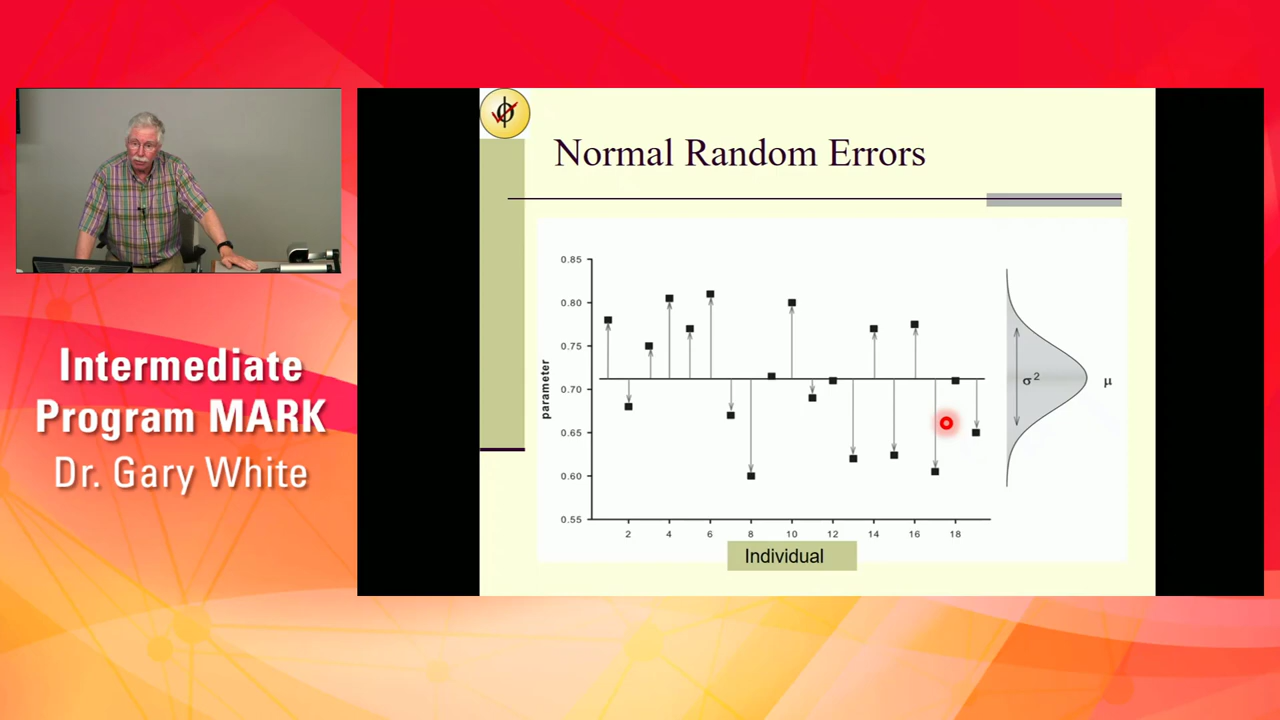 Intermediate
Program MARK
Dr. Gary White
acer
Normal Random Errors
parameter
0.85
0.80
0.75
0.70
0.65
0.60
0.55
2 4 6 8 10 12 14 16 18
Individual
σ²
μ